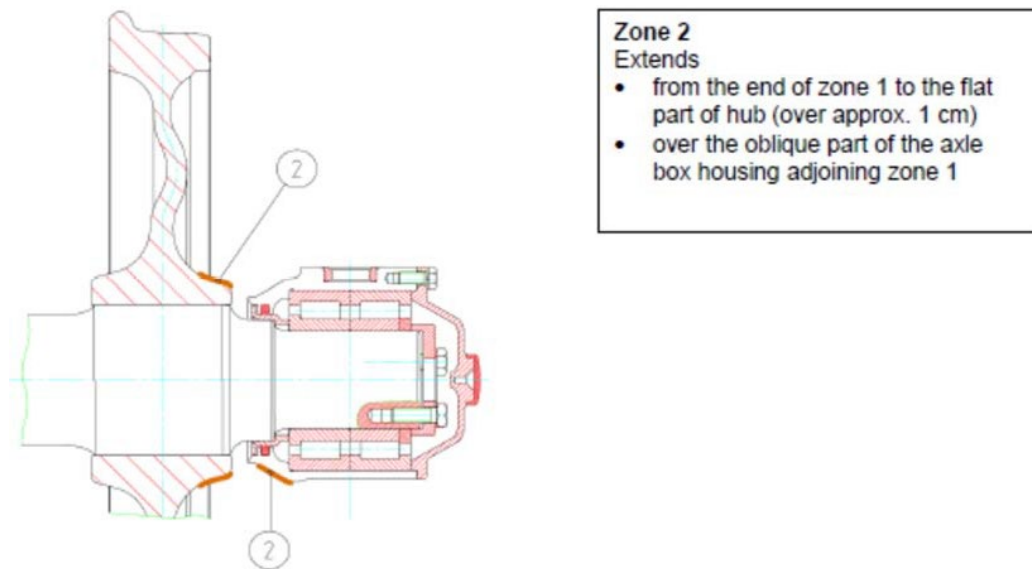 Zone 2
Extends
• from the end of zone 1 to the flat
part of hub (over approx. 1 cm)
• over the oblique part of the axle
box housing adjoining zone 1
2
2